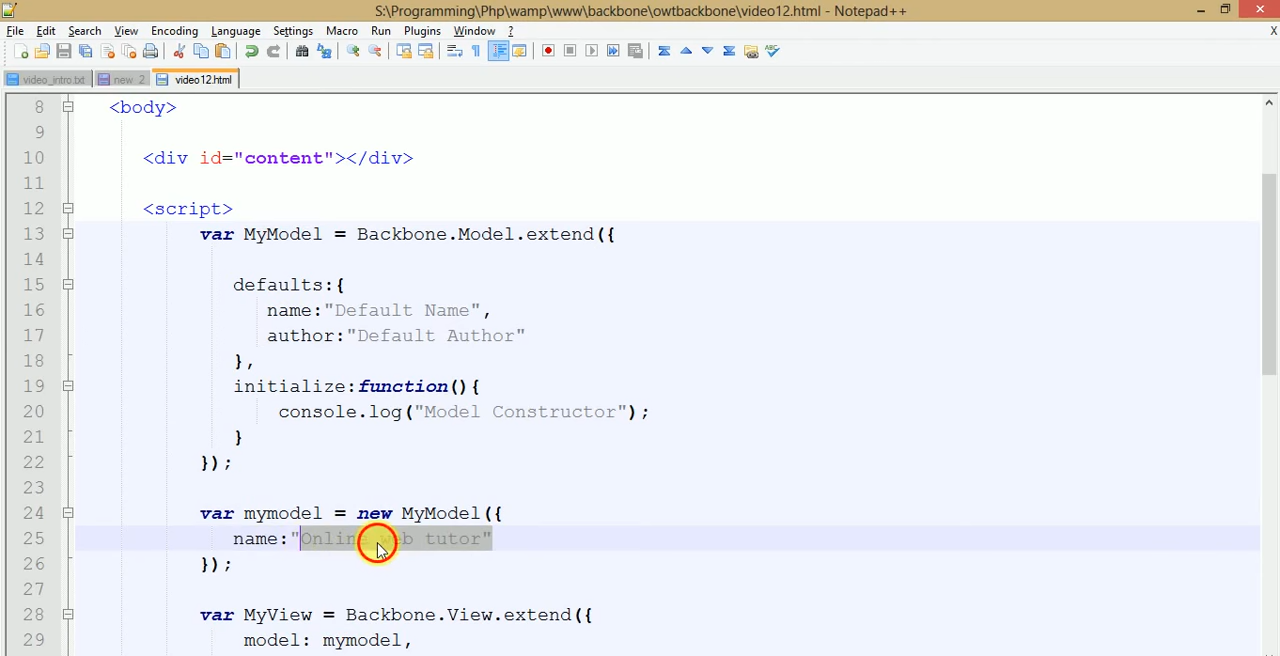 S:\Programming\Php\wamp\www\backbone\owtbackbone\video12.html - Notepad++
File Edit Search View Encoding Language Settings Macro Run Plugins Window ? X
video_intro.txt new 2 video12.html
8 <body>
9
10 <div id="content"></div>
11
12 <script>
13 var MyModel = Backbone.Model.extend({
14
15 defaults:{
16 name:"Default Name",
17 author:"Default Author"
18 },
19 initialize:function(){
20 console.log("Model Constructor");
21 }
22 });
23
24 var mymodel = new MyModel({
25 name:"Online web tutor"
26 });
27
28 var MyView = Backbone.View.extend({
29 model: mymodel,